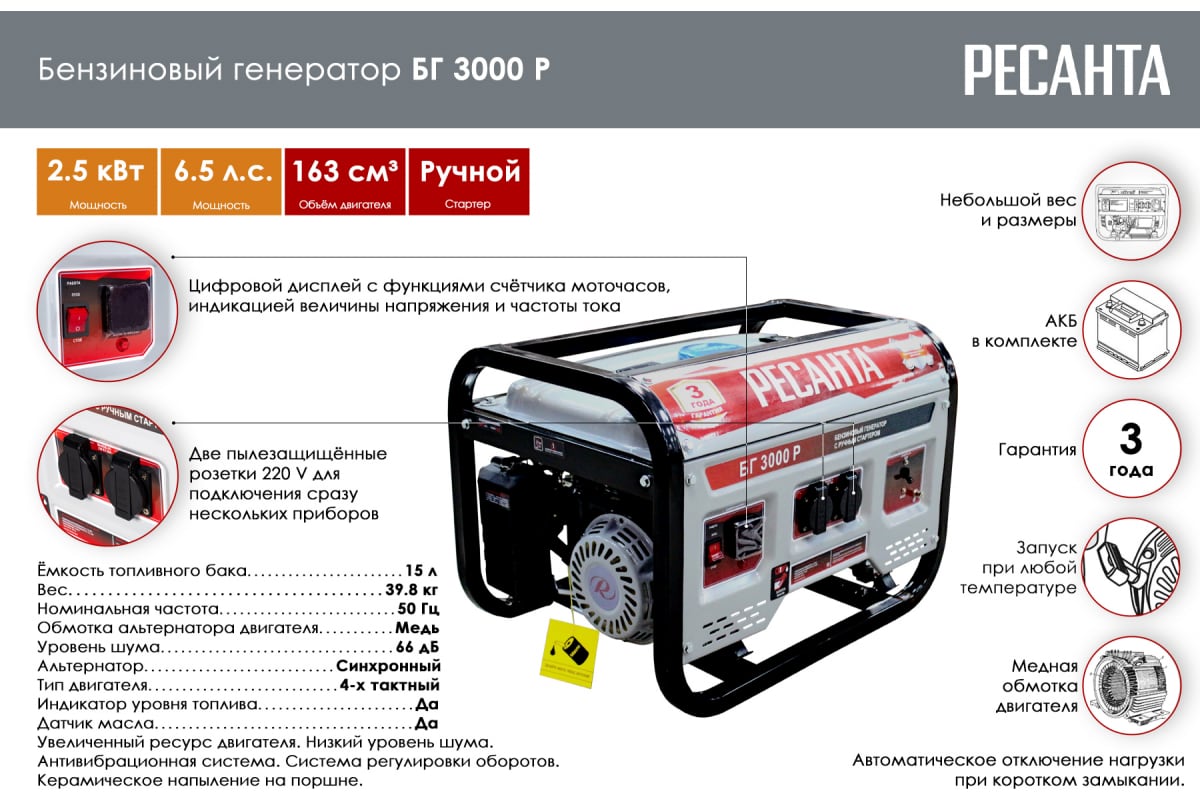 Бензиновый генератор БГ 3000 Р
РЕСАНТА
2.5 кВт
Мощность
6.5 л.с.
Мощность
163 см³
Объём двигателя
Ручной
Стартер
Небольшой вес
и размеры
РАБОТА
СТОП
Цифровой дисплей с функциями счётчика моточасов,
индикацией величины напряжения и частоты тока
АКБ
в комплекте
С РУЧНЫМ СТАРТ
Две пылезащищённые
розетки 220 V для
подключения сразу
нескольких приборов
3
ГОДА
ГАРАНТИЯ
РЕСАНТА
БГ 3000 Р
БЕНЗИНОВЫЙ ГЕНЕРАТОР
С РУЧНЫМ СТАРТЕРОМ
Гарантия
3
года
Запуск
при любой
температуре
Медная
обмотка
двигателя
Ёмкость топливного бака......................15 л
Вес...........................................39.8 кг
Номинальная частота.........................50 Гц
Обмотка альтернатора двигателя...........Медь
Уровень шума.................................66 дБ
Альтернатор...........................Синхронный
Тип двигателя...........................4-х тактный
Индикатор уровня топлива......................Да
Датчик масла.....................................Да
Увеличенный ресурс двигателя. Низкий уровень шума.
Антивибрационная система. Система регулировки оборотов.
Керамическое напыление на поршне.
Автоматическое отключение нагрузки
при коротком замыкании.